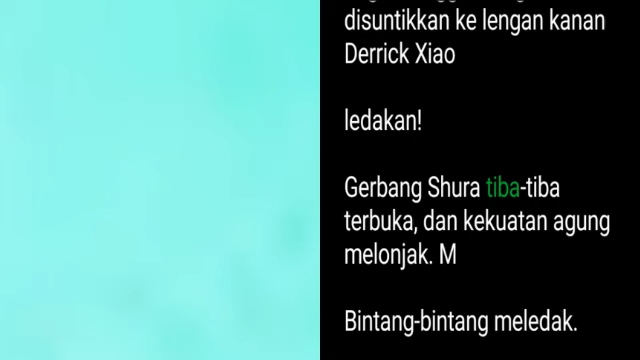 disuntikkan ke lengan kanan
Derrick Xiao
ledakan!
Gerbang Shura tiba-tiba
terbuka, dan kekuatan agung
melonjak. M
Bintang-bintang meledak.